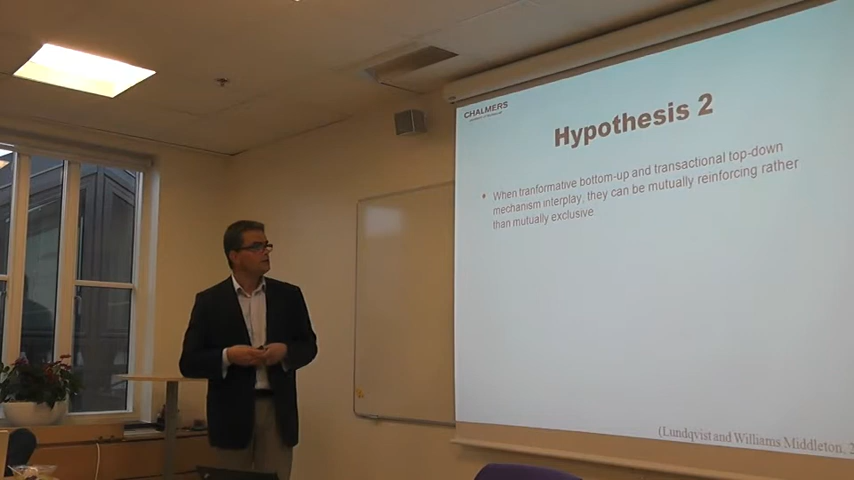 CHALMERS
Hypothesis 2
• When tranformative bottom-up and transactional top-down
mechanism interplay, they can be mutually reinforcing rather
than mutually exclusive
(Lundqvist and Williams Middleton, 2